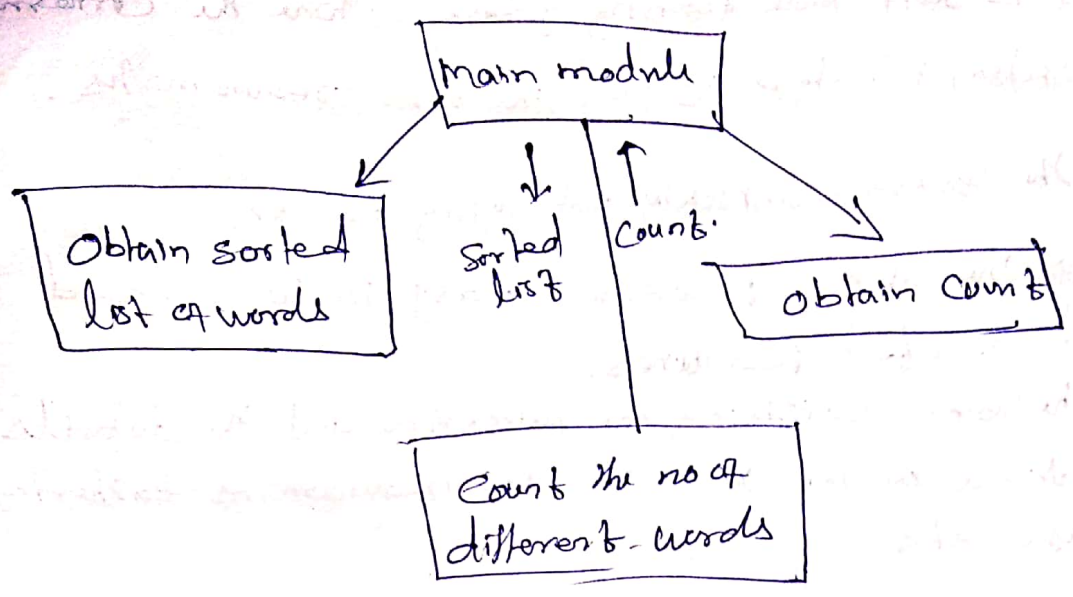 main module
Obtain sorted
list of words
sorted
list
count.
obtain count
Count the no of
different words